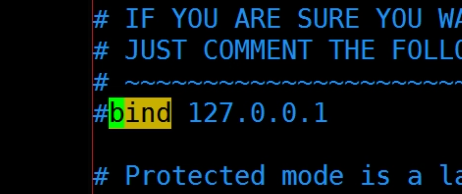 # IF YOU ARE SURE YOU WA
# JUST COMMENT THE FOLLO
# ~~~~~~~~~~~~~~~~~~~~~~
#bind 127.0.0.1
# Protected mode is a la